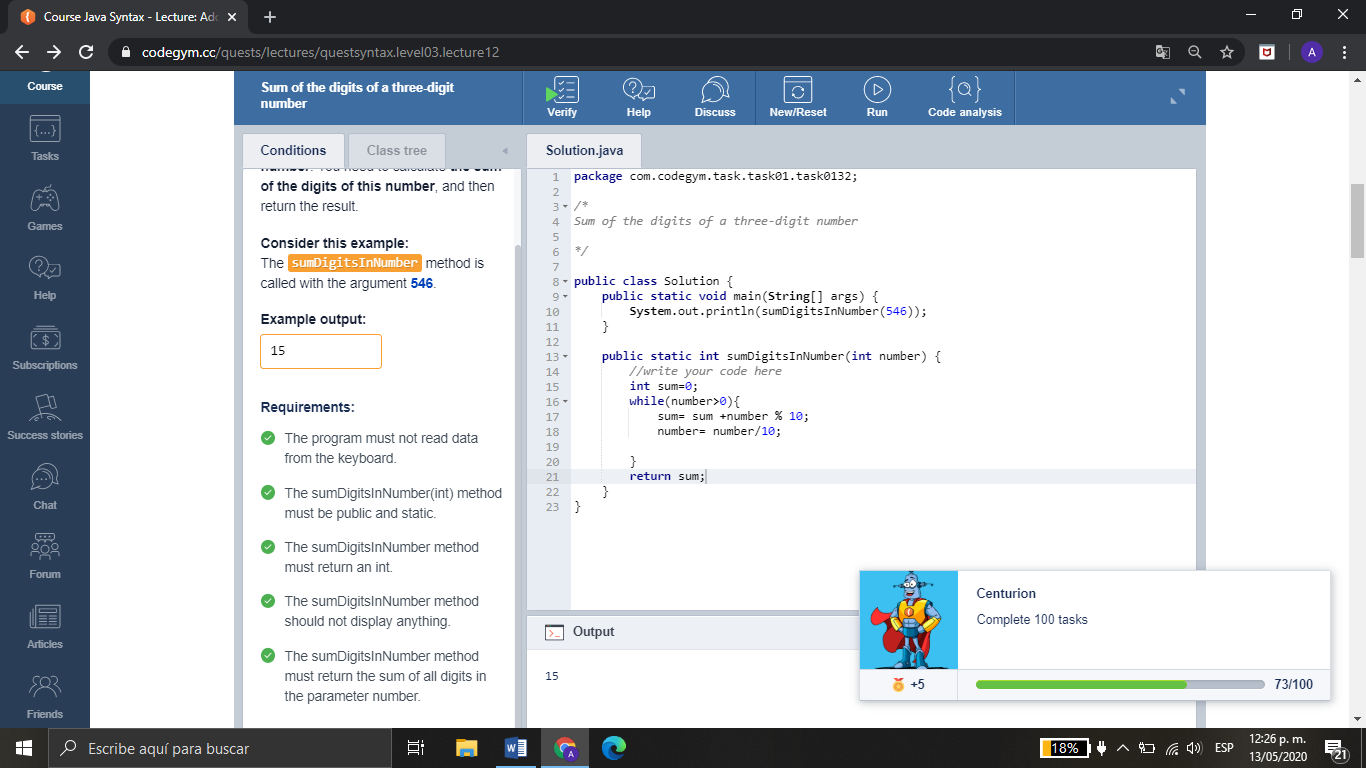 Course Java Syntax - Lecture: Ado
codegym.cc/quests/lectures/questsyntax.level03.lecture12
A
Course
Tasks
Games
Help
Subscriptions
Success stories
Chat
Forum
Articles
Friends
Sum of the digits of a three-digit
number
Verify
Help
Discuss
New/Reset
Run
Code analysis
Conditions
Class tree
number. You need to calculate the sum
of the digits of this number, and then
return the result.
Consider this example:
The sumDigitsInNumber method is
called with the argument 546.
Example output:
15
Requirements:
The program must not read data
from the keyboard.
The sumDigitsInNumber(int) method
must be public and static.
The sumDigitsInNumber method
must return an int.
The sumDigitsInNumber method
should not display anything.
The sumDigitsInNumber method
must return the sum of all digits in
the parameter number.
Solution.java
1 package com.codegym.task.task01.task0132;
2
3 /*
4 Sum of the digits of a three-digit number
5
6 */
7
8 public class Solution {
9 public static void main(String[] args) {
10 System.out.println(sumDigitsInNumber(546));
11 }
12
13 public static int sumDigitsInNumber(int number) {
14 //write your code here
15 int sum=0;
16 while(number>0){
17 sum= sum +number % 10;
18 number= number/10;
19
20 }
21 return sum;
22 }
23 }
Output
15
Centurion
Complete 100 tasks
+5
73/100
Escribe aquí para buscar
18%
ESP
12:26 p. m.
13/05/2020
21